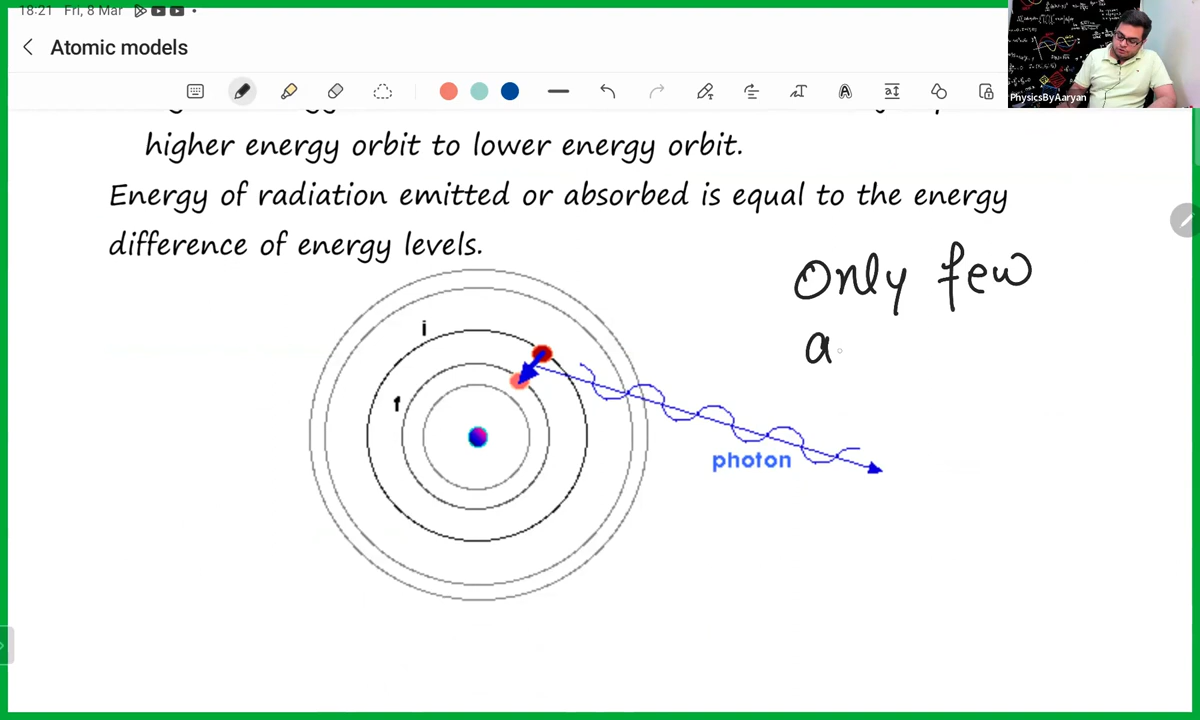 18:21 Fri, 8 Mar
Atomic models
PhysicsByAaryan
higher energy orbit to lower energy orbit.
Energy of radiation emitted or absorbed is equal to the energy
difference of energy levels.
Only few
a
i
f
photon